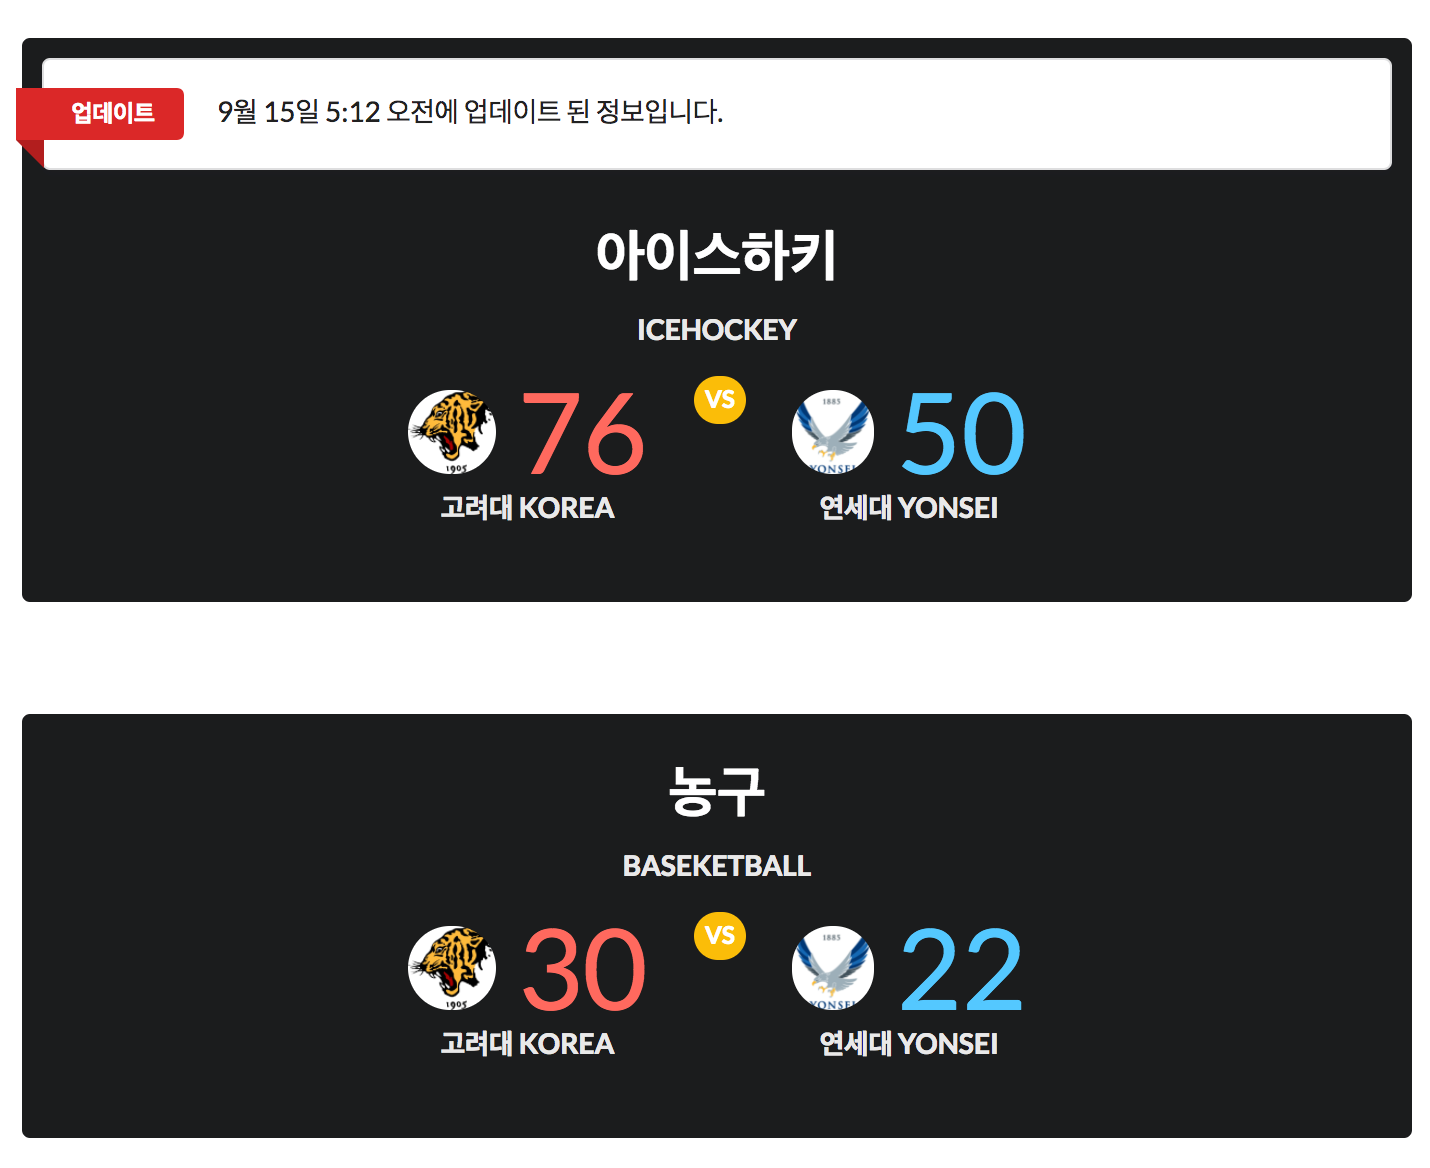 업데이트 9월 15일 5:12 오전에 업데이트 된 정보입니다.
아이스하키
ICEHOCKEY
1905 76 VS 1885 YONSEI 50
고려대 KOREA 연세대 YONSEI
농구
BASEKETBALL
1905 30 VS 1885 YONSEI 22
고려대 KOREA 연세대 YONSEI